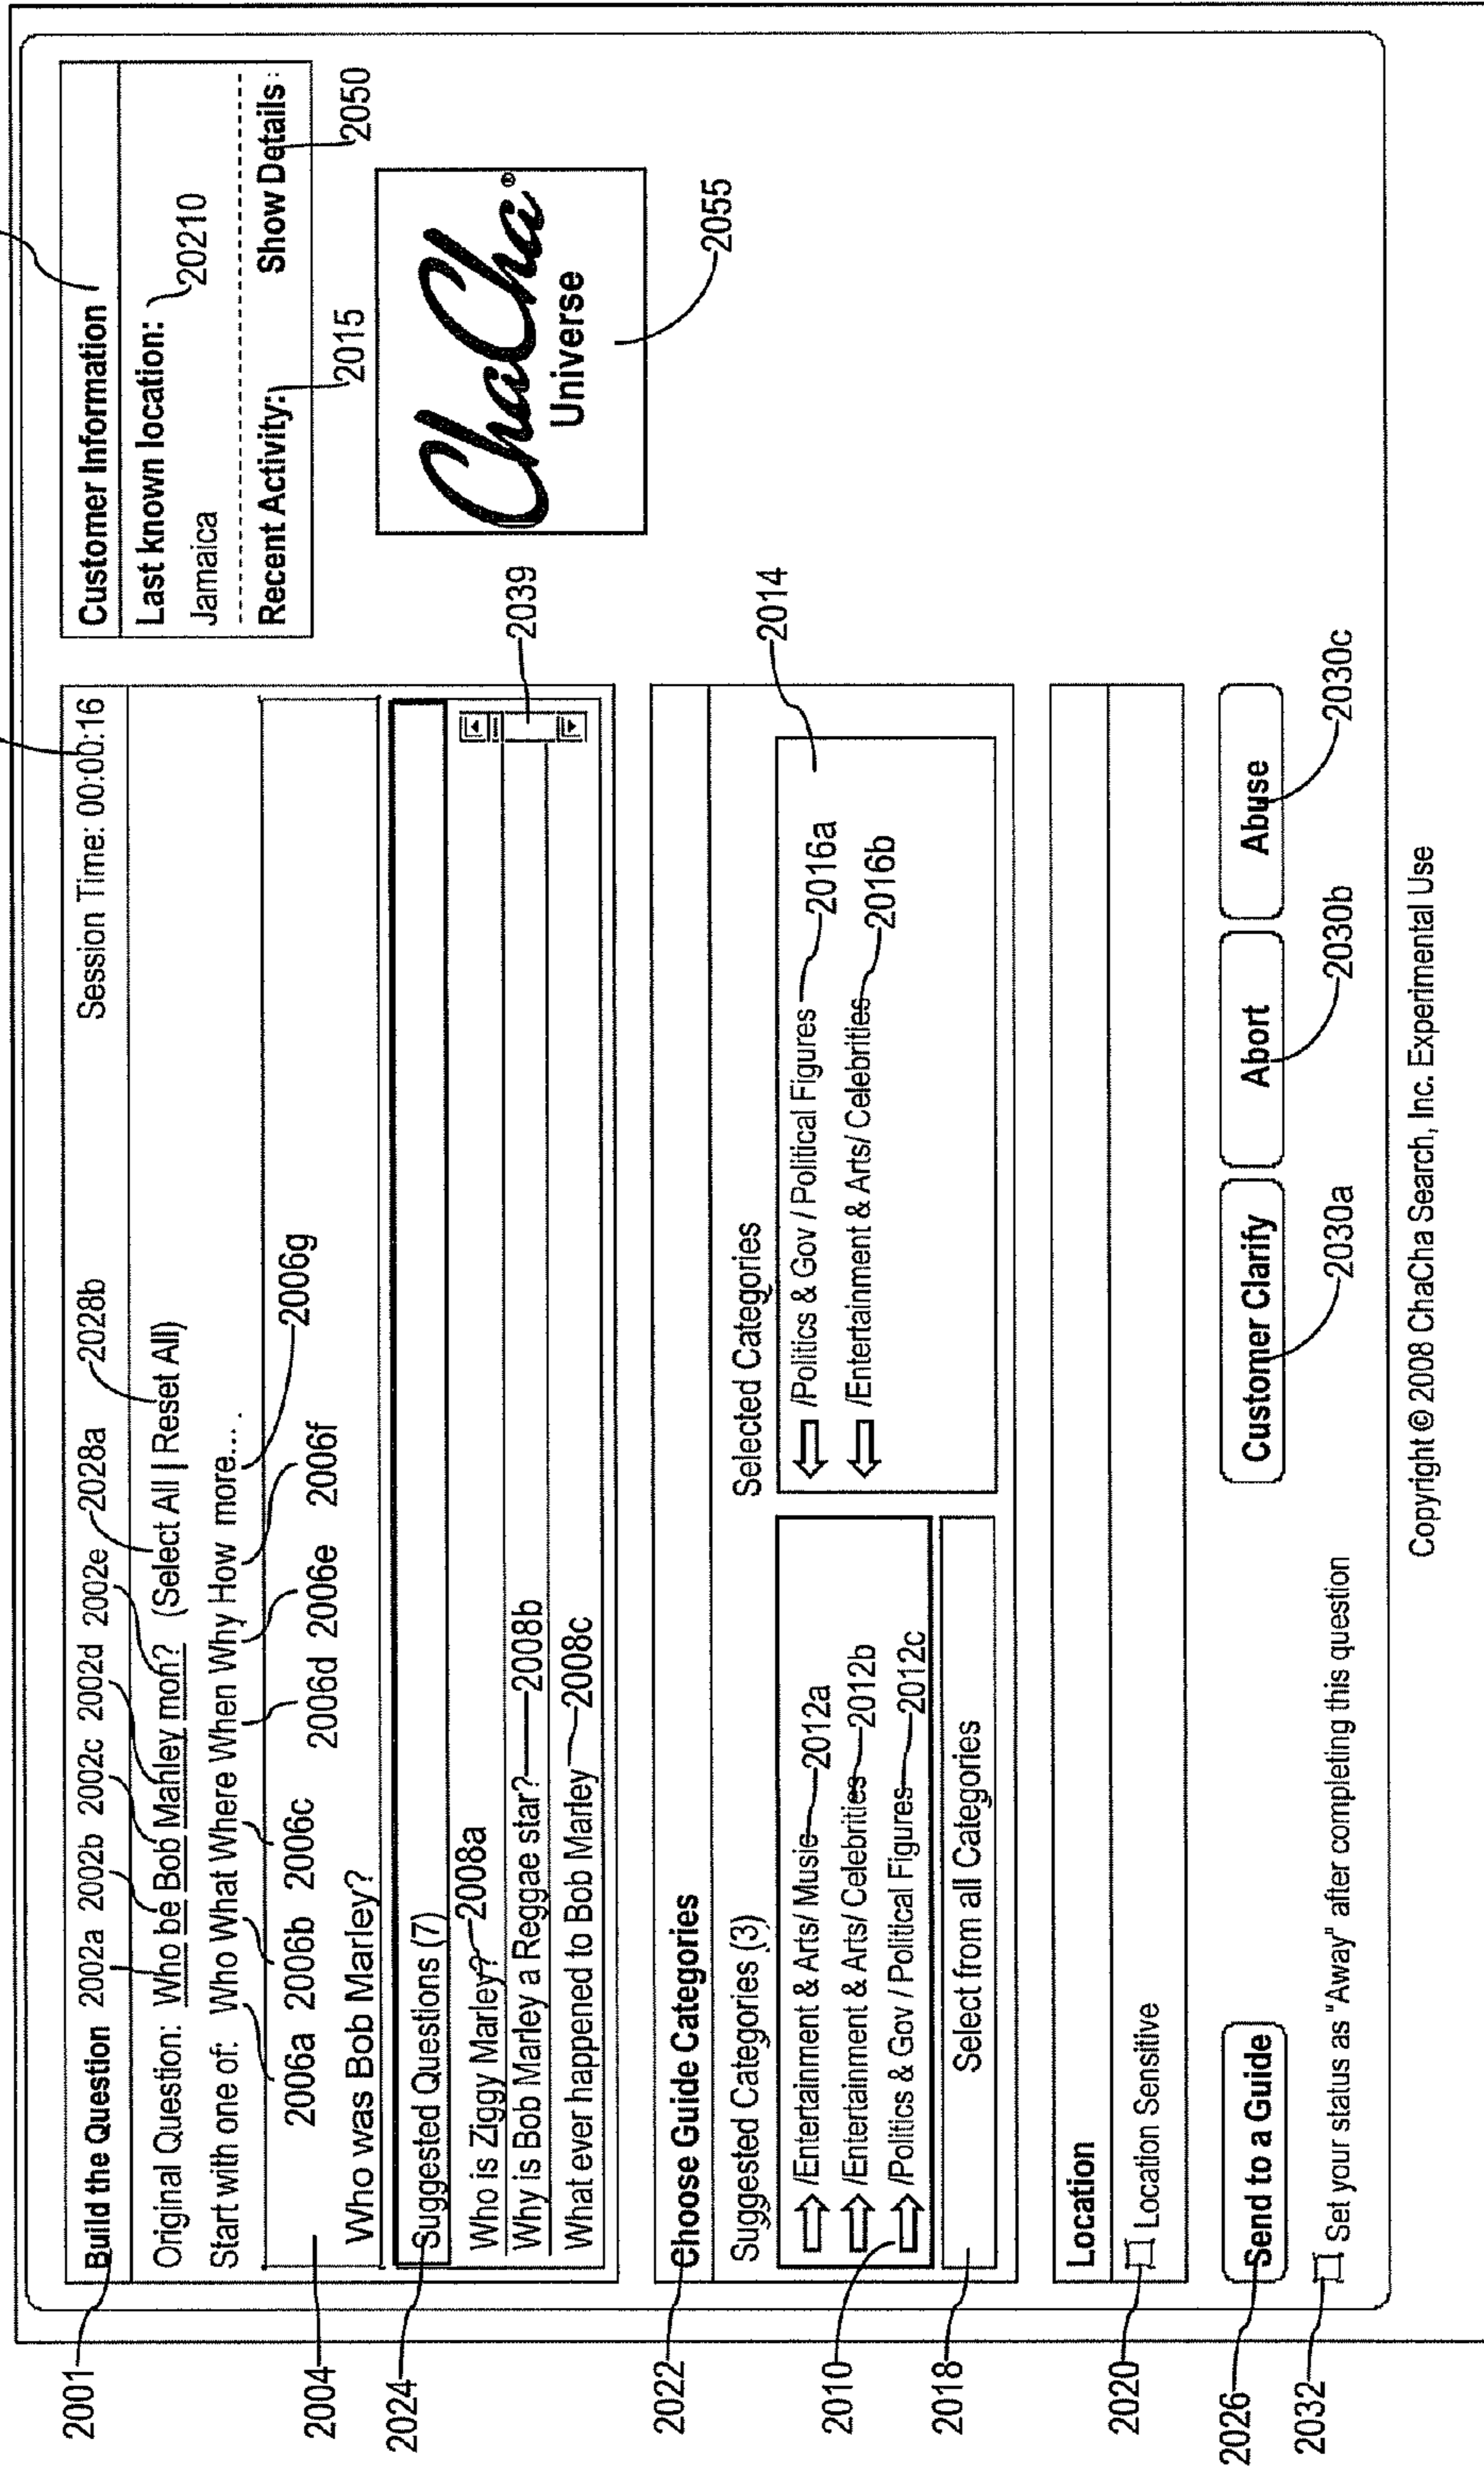 2001 Build the Question 2002a 2002b 2002c 2002d 2002e 2028a 2028b Session Time: 00:00:16
Original Question: Who be Bob Mahley mon? (Select All | Reset All)
Start with one of: Who What Where When Why How more....
2006a 2006b 2006c 2006d 2006e 2006f 2006g
2004 Who was Bob Marley?
2024 Suggested Questions (7)
Who is Ziggy Marley? 2008a
Why is Bob Marley a Reggae star? 2008b
What ever happened to Bob Marley 2008c
2039
Customer Information
Last known location: 20210
Jamaica
Recent Activity: Show Details
2015 2050
ChaCha®
Universe
2055
2022 Choose Guide Categories
Suggested Categories (3) Selected Categories 2014
/Entertainment & Arts/ Music 2012a /Politics & Gov / Political Figures 2016a
/Entertainment & Arts/ Celebrities 2012b /Entertainment & Arts/ Celebrities 2016b
2010 /Politics & Gov / Political Figures 2012c
2018 Select from all Categories
Location
2020 Location Sensitive
2026 Send to a Guide Customer Clarify Abort Abuse
2030a 2030b 2030c
2032 Set your status as "Away" after completing this question
Copyright © 2008 ChaCha Search, Inc. Experimental Use